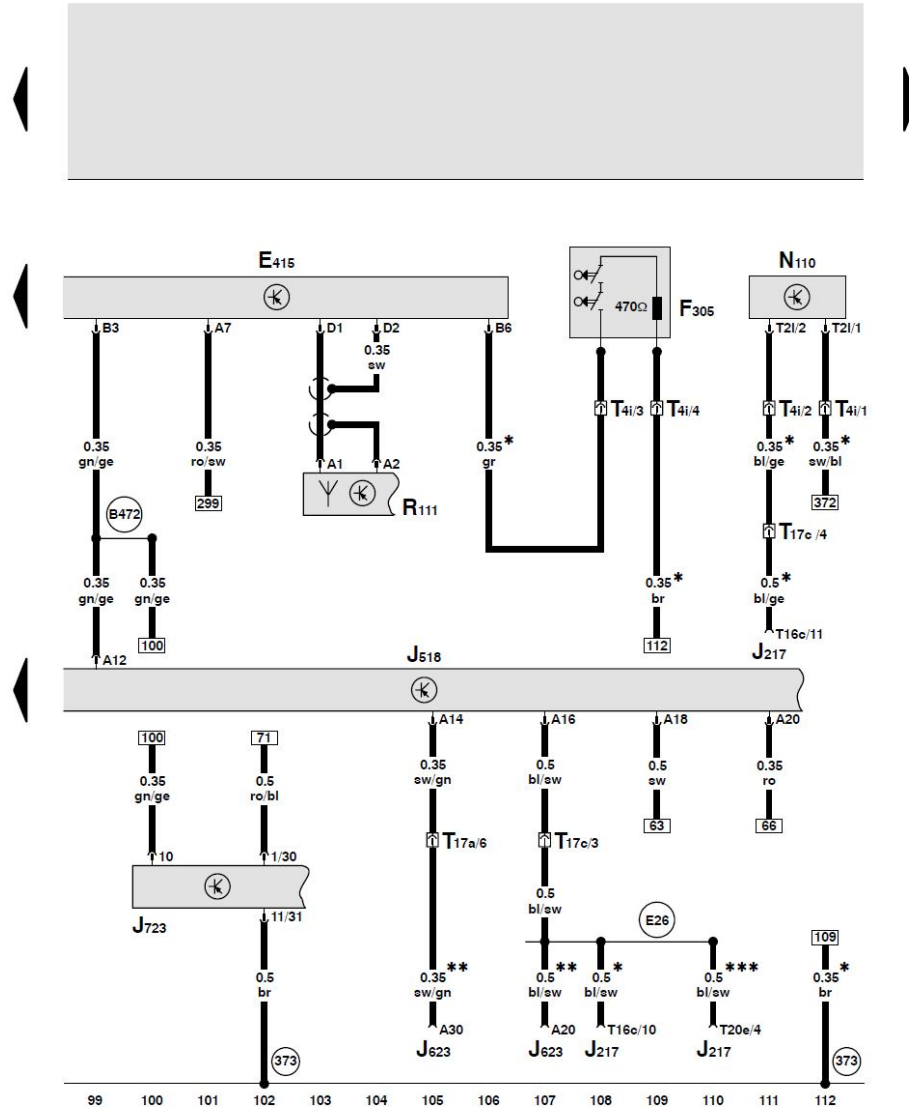 E415 N110
470Ω F305
B3 A7 D1 D2 B6 T2l/2 T2l/1
0.35
sw
T4i/3 T4i/4 T4i/2 T4i/1
0.35 0.35 0.35* 0.35* 0.35*
gn/ge ro/sw gr bl/ge sw/bl
A1 A2
299 R111 372
B472
T17c /4
0.35 0.35 0.35* 0.5*
gn/ge gn/ge br bl/ge
T16c/11
100 112 J217
A12 J518
A14 A16 A18 A20
100 71
0.35 0.5 0.35 0.5 0.5 0.35
gn/ge ro/bl sw/gn bl/sw sw ro
63 66
T17a/6 T17c/3
10 1/30
0.5
bl/sw
J723 11/31
E26
109
0.5 0.35** 0.5** 0.5* 0.5*** 0.35*
br sw/gn bl/sw bl/sw bl/sw br
A30 A20 T16c/10 T20e/4
J623 J623 J217 J217
373 373
99 100 101 102 103 104 105 106 107 108 109 110 111 112